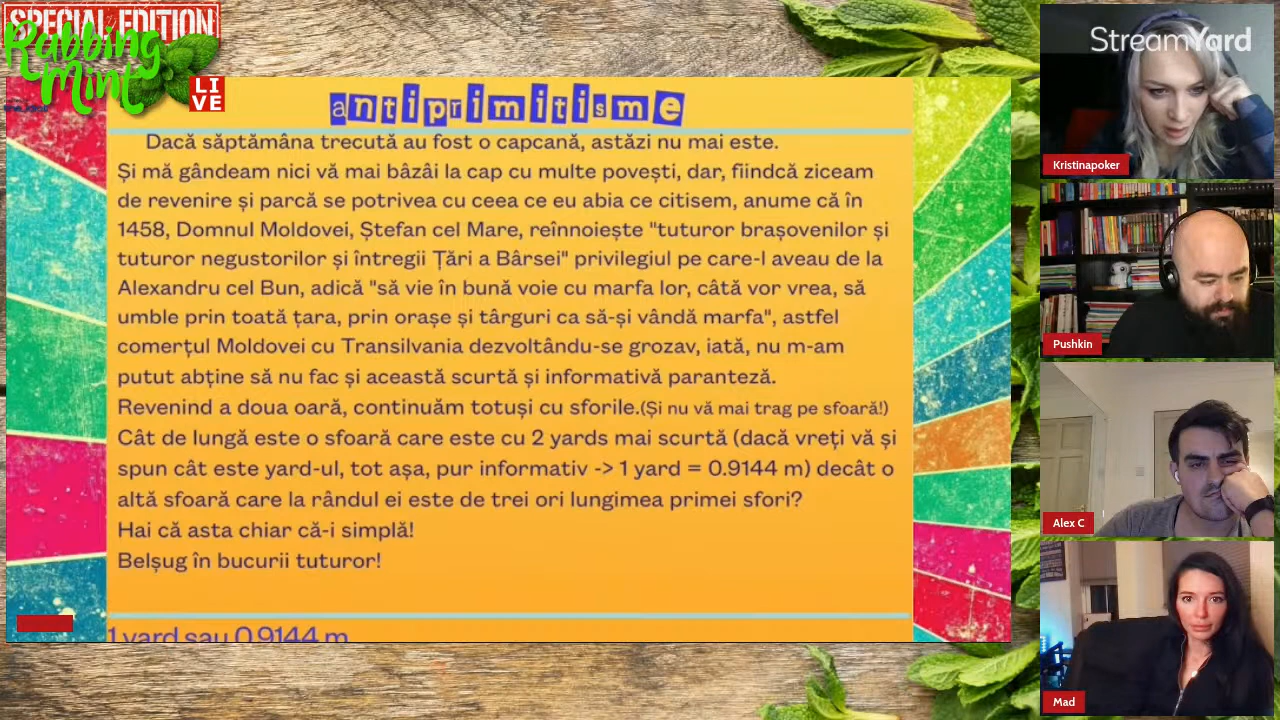 SPECIAL EDITION
Rubbing
Mint
LIVE
antiprimitisme
Dacă săptămâna trecută au fost o capcană, astăzi nu mai este.
Și mă gândeam nici vă mai bâzâi la cap cu multe povești, dar, fiindcă ziceam
de revenire și parcă se potrivea cu ceea ce eu abia ce citisem, anume că în
1458, Domnul Moldovei, Ștefan cel Mare, reînnoiește "tuturor brașovenilor și
tuturor negustorilor și întregii Țări a Bârsei" privilegiul pe care-l aveau de la
Alexandru cel Bun, adică "să vie în bună voie cu marfa lor, câtă vor vrea, să
umble prin toată țara, prin orașe și târguri ca să-și vândă marfa", astfel
comerțul Moldovei cu Transilvania dezvoltându-se grozav, iată, nu m-am
putut abține să nu fac și această scurtă și informativă paranteză.
Revenind a doua oară, continuăm totuși cu sforile.(Și nu vă mai trag pe sfoară!)
Cât de lungă este o sfoară care este cu 2 yards mai scurtă (dacă vreți vă și
spun cât este yard-ul, tot așa, pur informativ -> 1 yard = 0.9144 m) decât o
altă sfoară care la rândul ei este de trei ori lungimea primei sfori?
Hai că asta chiar că-i simplă!
Belșug în bucurii tuturor!
1 yard sau 0.9144 m
StreamYard
Kristinapoker
Pushkin
Alex C
Mad